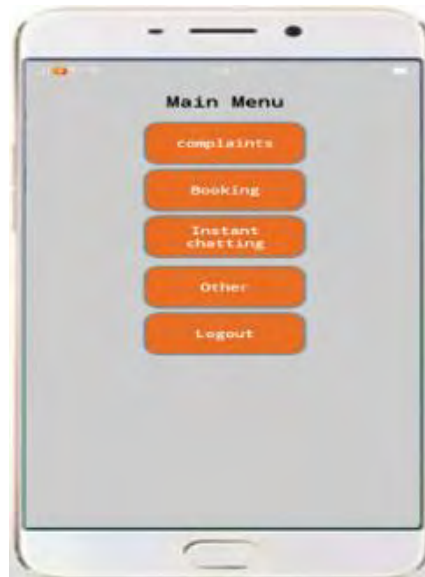 Main Menu
complaints
Booking
Instant
chatting
Other
Logout